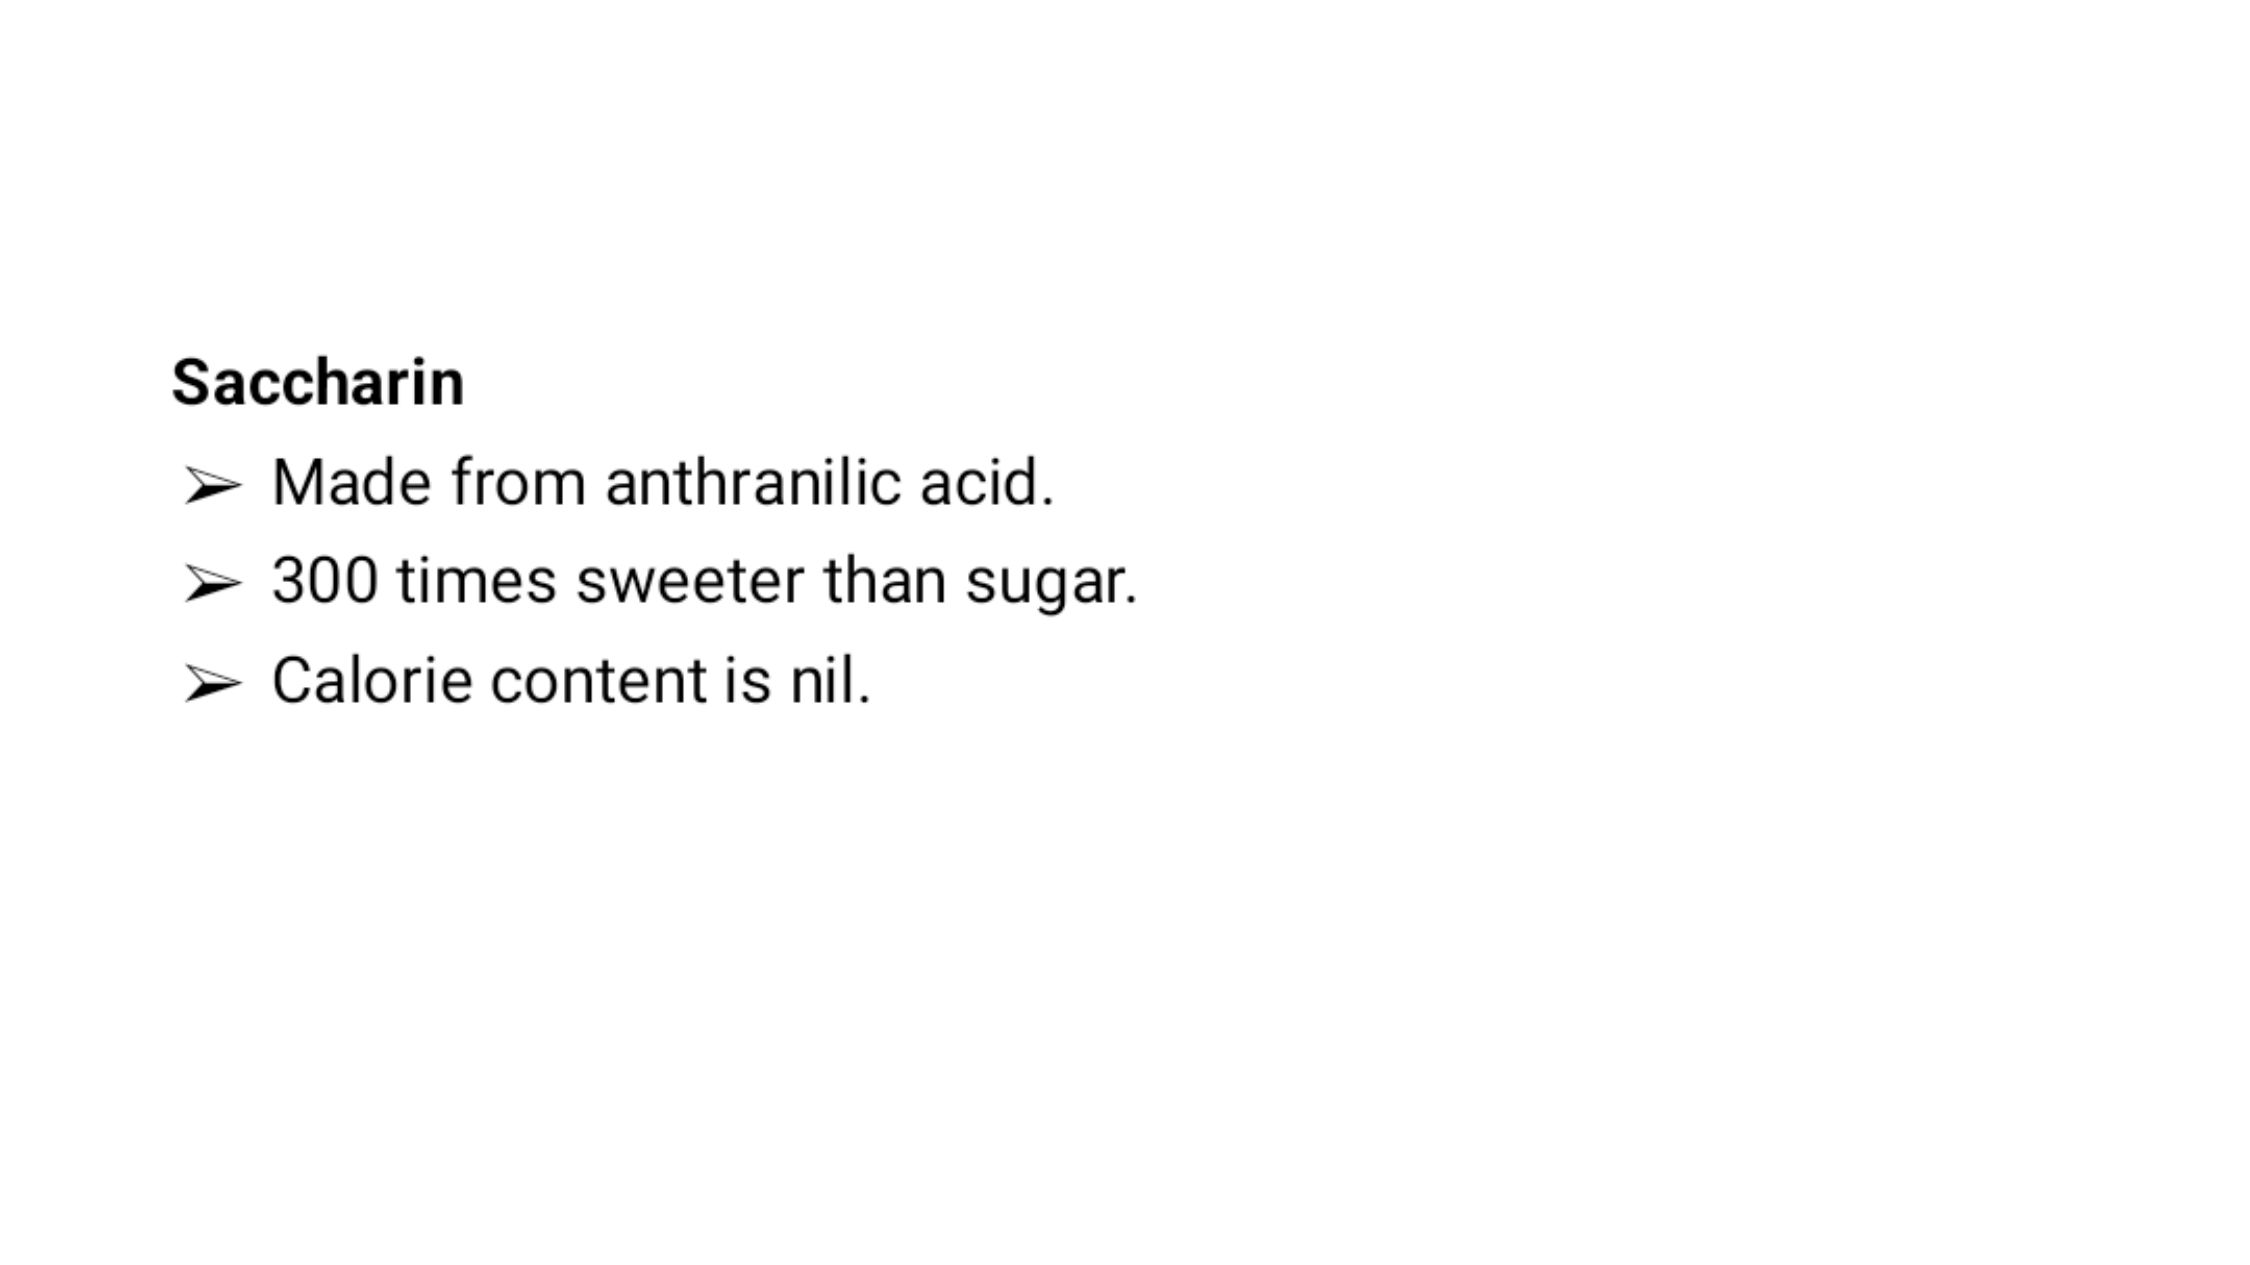 Saccharin
➢ Made from anthranilic acid.
➢ 300 times sweeter than sugar.
➢ Calorie content is nil.